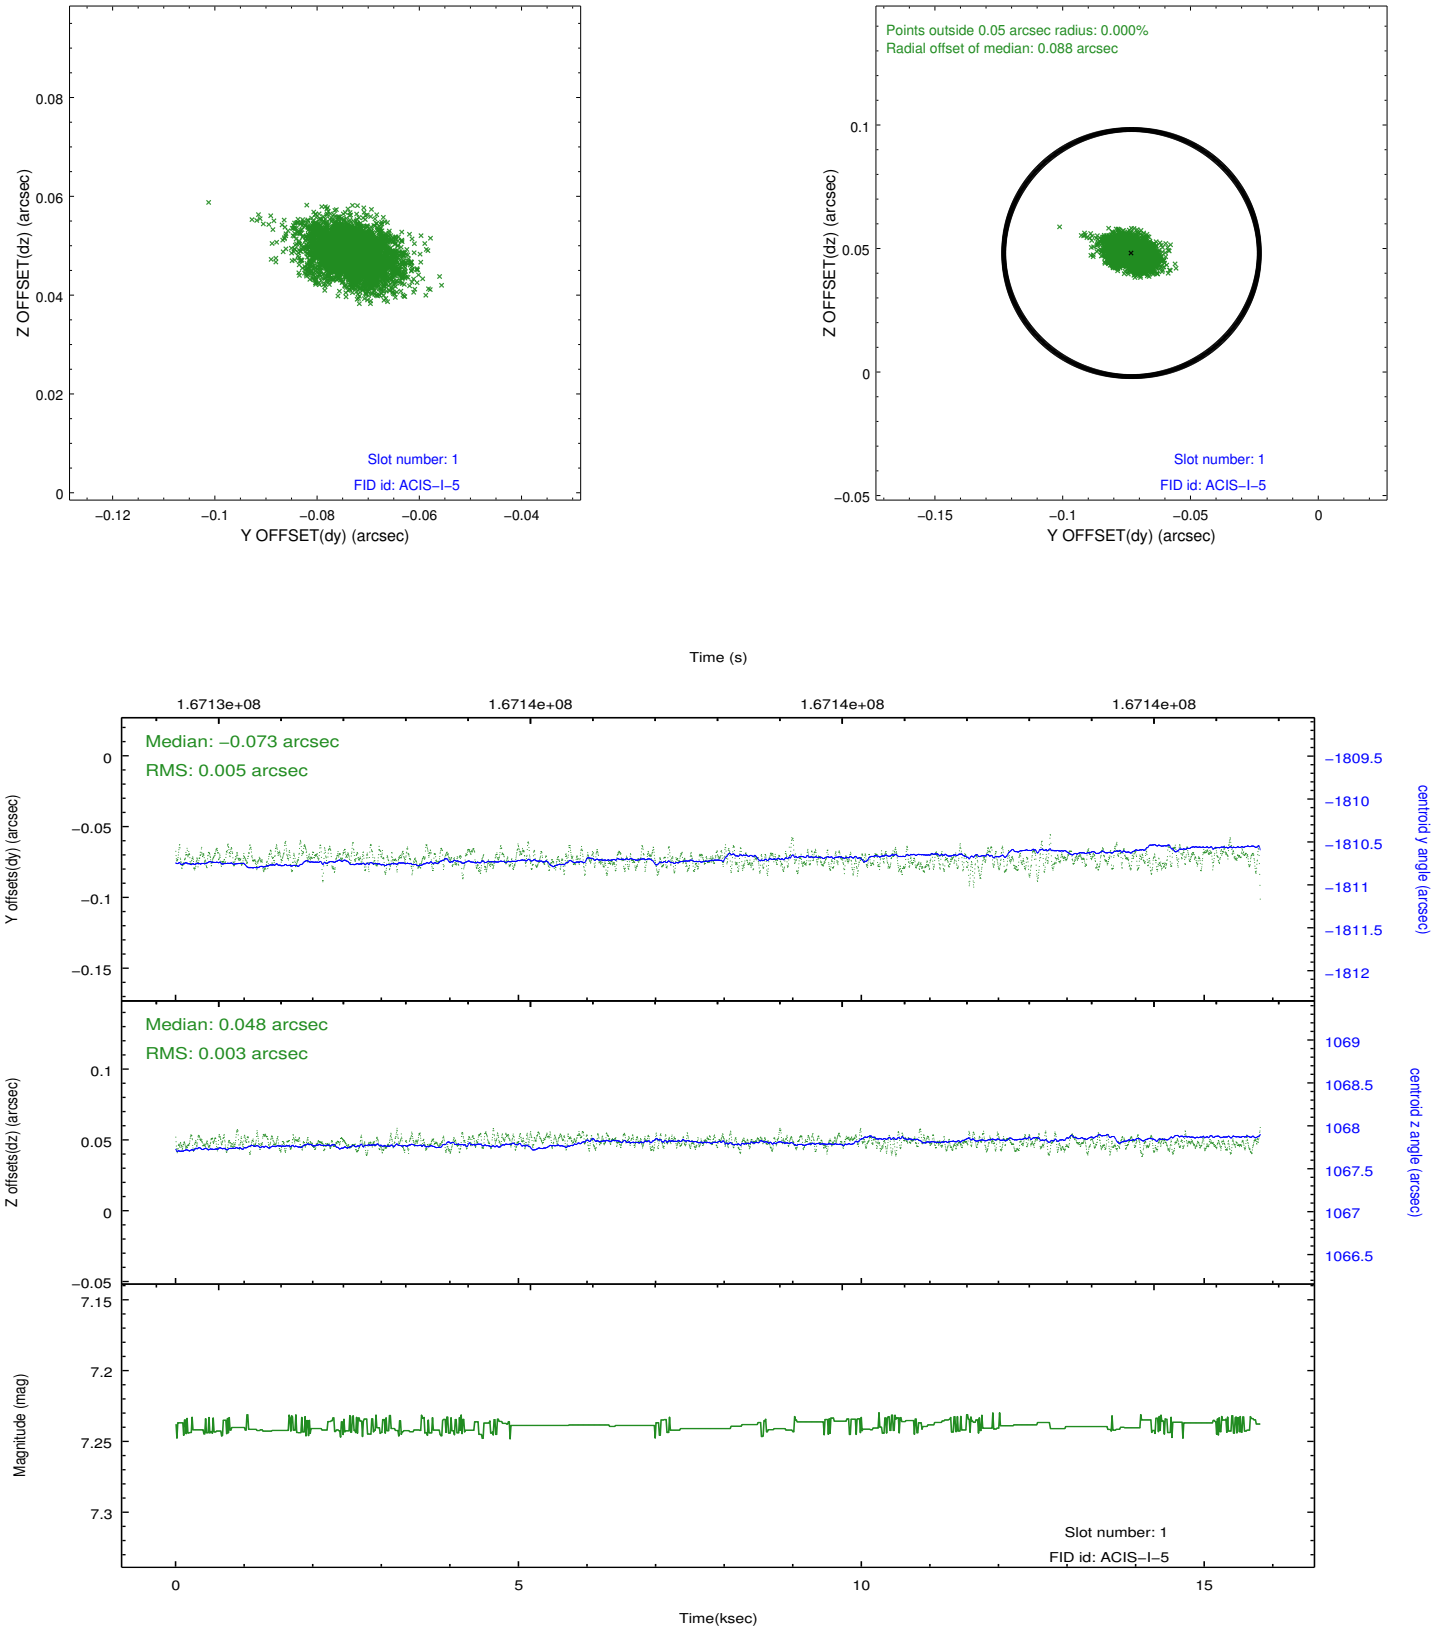 0.08
0.06
0.04
0.02
0
−0.12
−0.1
−0.08
−0.06
−0.04
Z OFFSET(dz) (arcsec)
Y OFFSET(dy) (arcsec)
Slot number: 1
FID id: ACIS−I−5
Points outside 0.05 arcsec radius: 0.000%
Radial offset of median: 0.088 arcsec
0.1
0.05
0
−0.05
−0.15
−0.1
−0.05
0
Z OFFSET(dz) (arcsec)
Y OFFSET(dy) (arcsec)
Slot number: 1
FID id: ACIS−I−5
Time (s)
1.6713e+08
1.6714e+08
1.6714e+08
1.6714e+08
Median: −0.073 arcsec
RMS: 0.005 arcsec
0
−0.05
−0.1
−0.15
Y offsets(dy) (arcsec)
−1809.5
−1810
−1810.5
−1811
−1811.5
−1812
centroid y angle (arcsec)
Median: 0.048 arcsec
RMS: 0.003 arcsec
0.1
0.05
0
−0.05
Z offsets(dz) (arcsec)
1069
1068.5
1068
1067.5
1067
1066.5
centroid z angle (arcsec)
7.15
7.2
7.25
7.3
Magnitude (mag)
Slot number: 1
FID id: ACIS−I−5
0
5
10
15
Time(ksec)